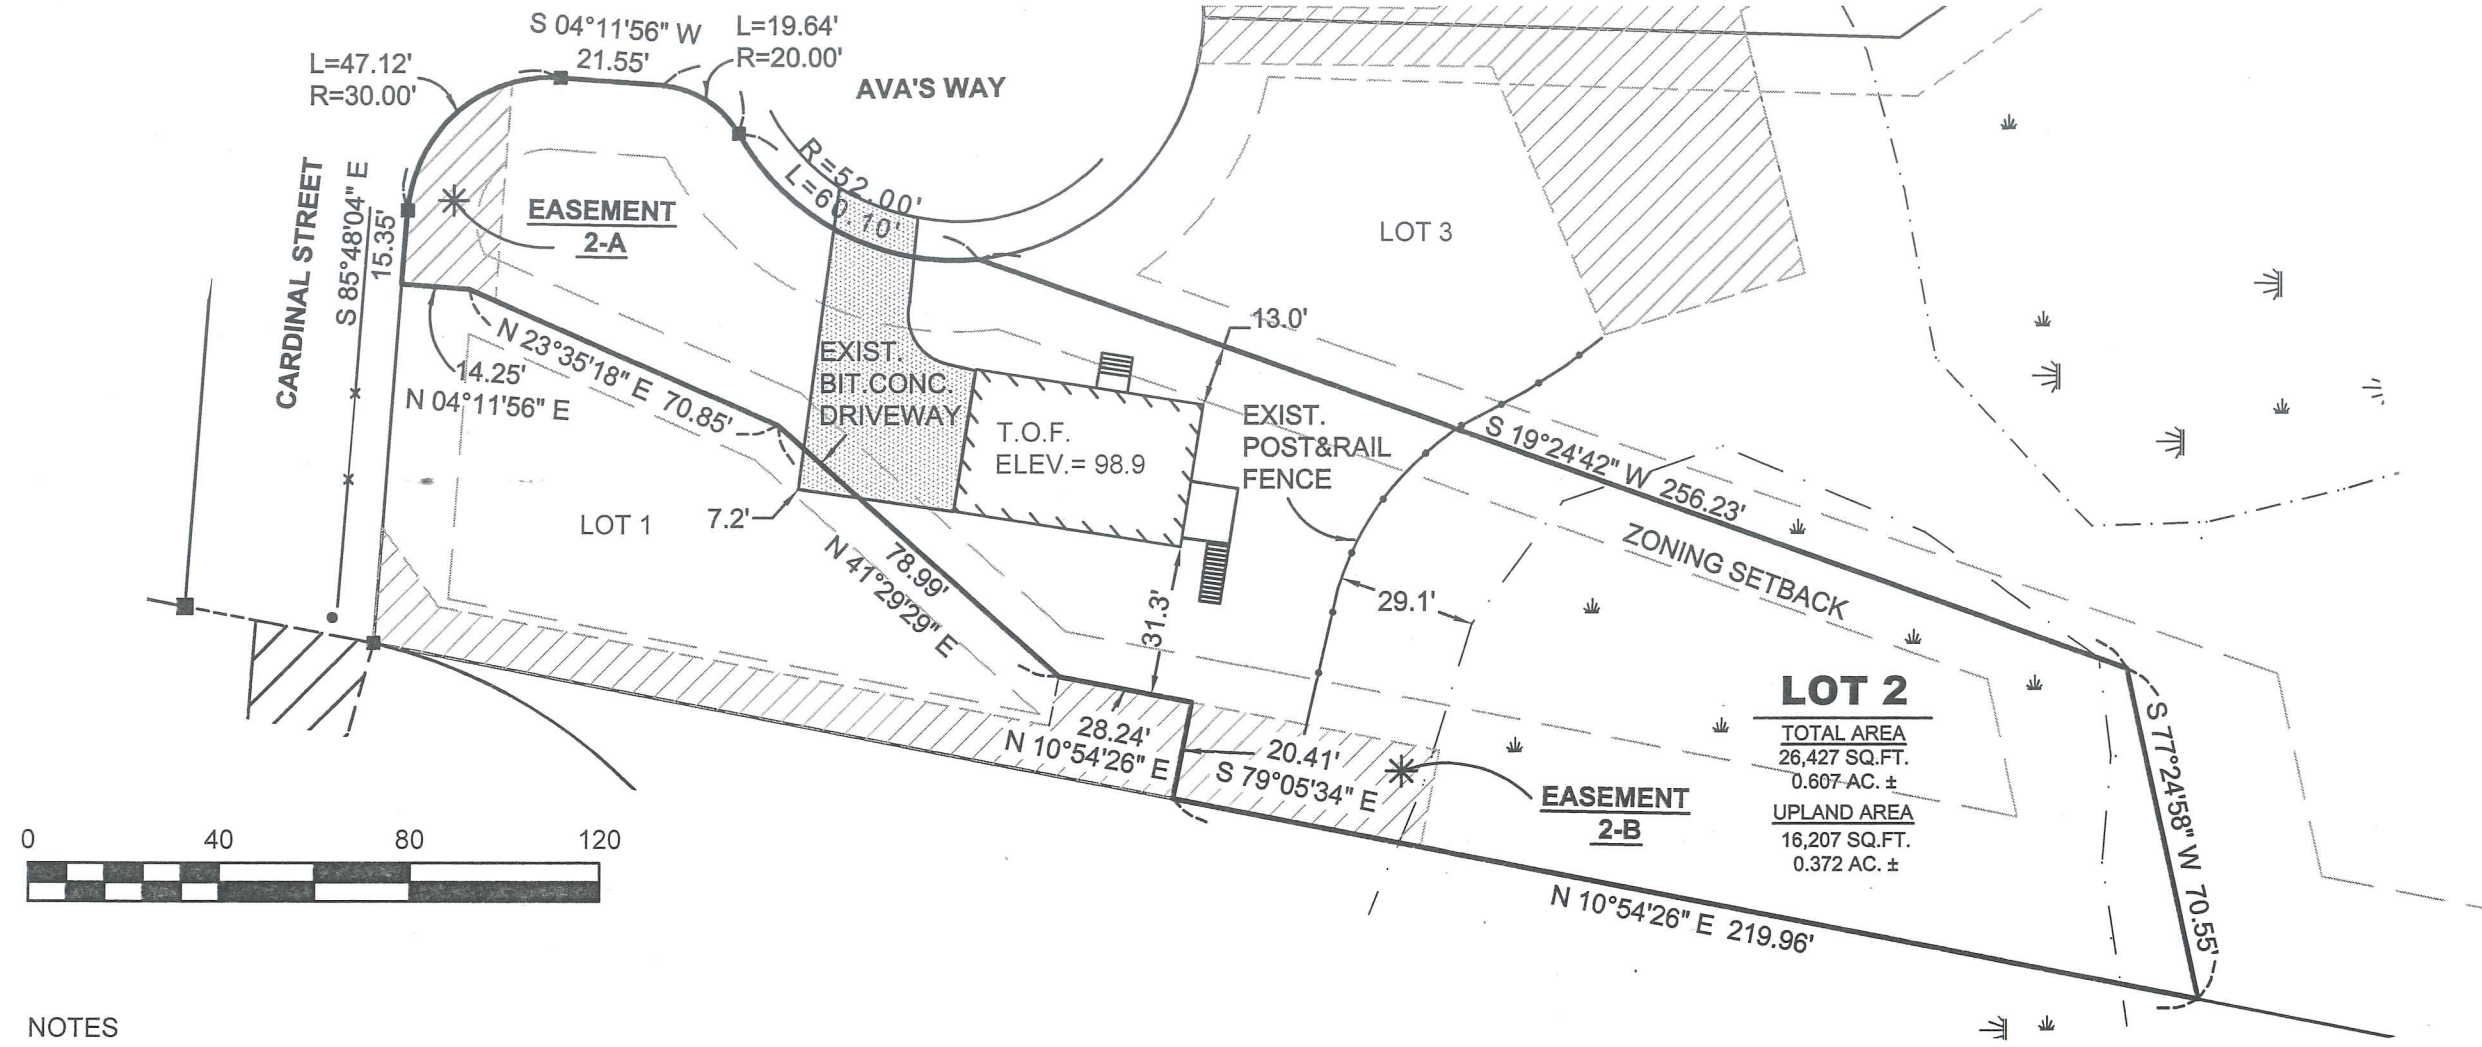 S 04°11'56" W
21.55'
L=19.64'
R=20.00'
L=47.12'
R=30.00'
AVA'S WAY
R=52.00'
L=60.10'
CARDINAL STREET
S 85°48'04" E
15.35'
EASEMENT
2-A
LOT 3
13.0'
N 23°35'18" E 70.85'
14.25'
N 04°11'56" E
EXIST.
BIT.CONC.
DRIVEWAY
T.O.F.
ELEV.= 98.9
EXIST.
POST&RAIL
FENCE
S 19°24'42" W 256.23'
LOT 1
7.2'
78.99'
N 41°29'29" E
31.3'
29.1'
ZONING SETBACK
28.24'
N 10°54'26" E
20.41'
S 79°05'34" E
EASEMENT
2-B
LOT 2
TOTAL AREA
26,427 SQ.FT.
0.607 AC. ±
UPLAND AREA
16,207 SQ.FT.
0.372 AC. ±
S 77°24'58" W 70.55'
N 10°54'26" E 219.96'
0 40 80 120
NOTES